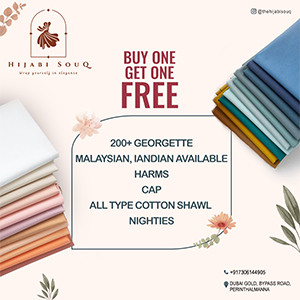 @thehijabisouq
HIJABI SOUQ
Wrap yourself in elegance
BUY ONE
GET ONE
FREE
200+ GEORGETTE
MALAYSIAN, IANDIAN AVAILABLE
HARMS
CAP
ALL TYPE COTTON SHAWL
NIGHTIES
+917306144905
DUBAI GOLD, BYPASS ROAD,
PERINTHALMANNA